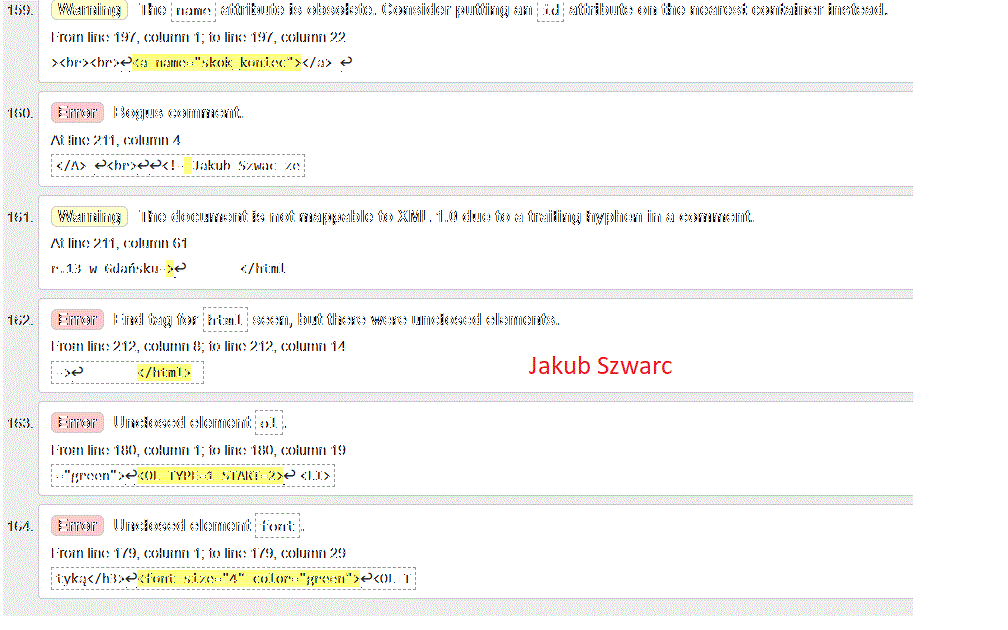 159. Warning The name attribute is obsolete. Consider putting an id attribute on the nearest container instead.
From line 197, column 1; to line 197, column 22
><br><br>↩<a name="skok_koniec"></a> ↩
160. Error Bogus comment.
At line 211, column 4
</A> ↩<br>↩↩<!- Jakub Szwac ze
161. Warning The document is not mappable to XML 1.0 due to a trailing hyphen in a comment.
At line 211, column 61
r.13 w Gdańsku->↩ </html
162. Error End tag for html seen, but there were unclosed elements.
From line 212, column 8; to line 212, column 14
->↩ </html>
Jakub Szwarc
163. Error Unclosed element ol.
From line 180, column 1; to line 180, column 19
="green">↩<OL TYPE=1 START=2>↩ <LI>
164. Error Unclosed element font.
From line 179, column 1; to line 179, column 29
tyką</h3>↩<font size="4" color="green">↩<OL T